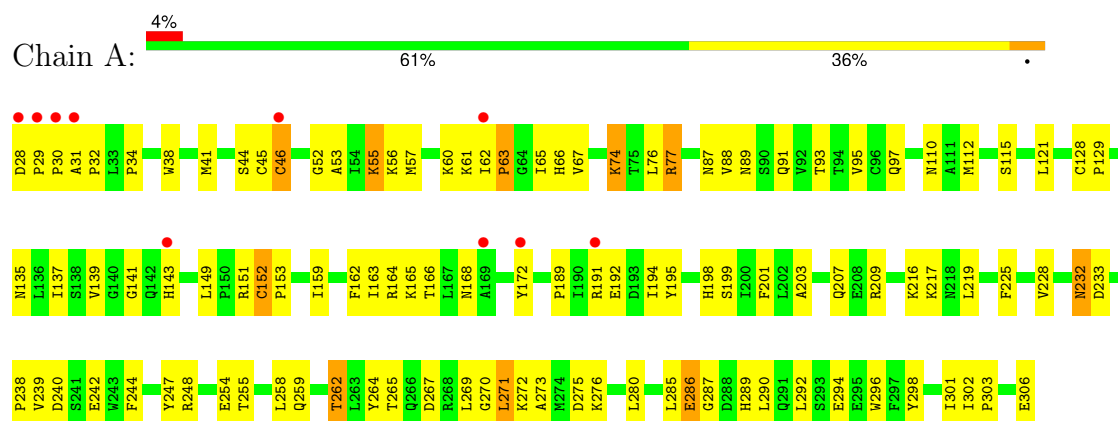 4%
Chain A:
61% 36% •
D28 P29 P30 A31 P32 L33 P34 W38 M41 S44 C45 C46 G52 A53 I54 K55 K56 M57 K60 K61 I62 P63 G64 I65 H66 V67 K74 T75 L76 R77 N87 V88 N89 S90 Q91 V92 T93 T94 V95 C96 Q97 N110 A111 M112 S115 L121 C128 P129
N135 L136 I137 S138 V139 G140 G141 Q142 H143 L149 P150 R151 C152 P153 I159 F162 I163 R164 K165 T166 L167 N168 A169 Y172 P189 I190 R191 E192 D193 I194 Y195 H198 S199 I200 F201 L202 A203 Q207 E208 R209 K216 K217 N218 L219 F225 V228 N232 D233
P238 V239 D240 S241 E242 W243 F244 Y247 R248 E254 T255 L258 Q259 T262 L263 Y264 T265 Q266 D267 R268 L269 G270 L271 K272 A273 M274 D275 K276 L280 L285 E286 G287 D288 H289 L290 Q291 L292 S293 E294 E295 W296 F297 Y298 I301 I302 P303 E306